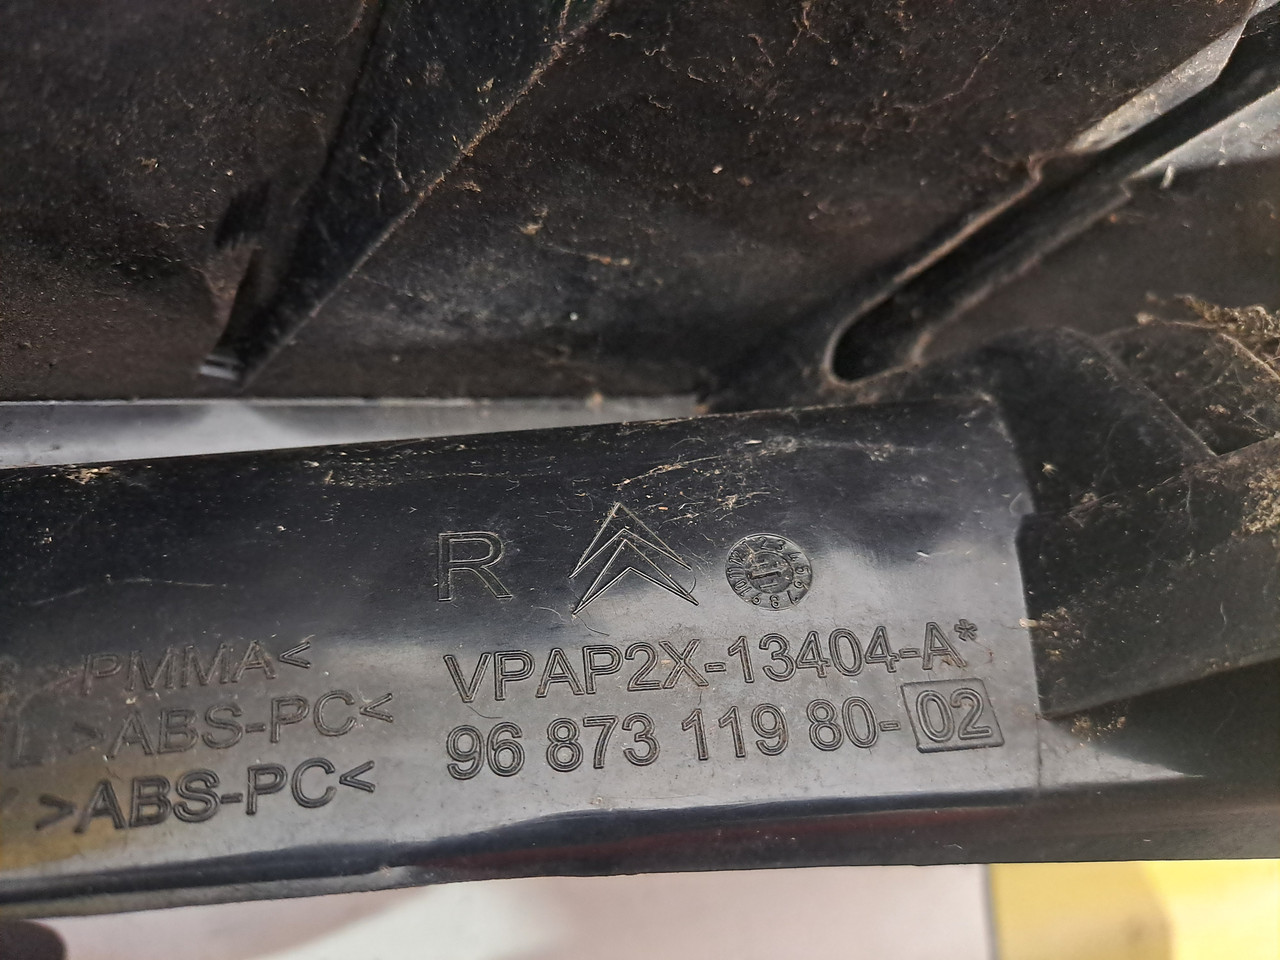 R
VPAP2X-13404-A*
96 873 119 80-02
PMMA<
>ABS-PC<
>ABS-PC<